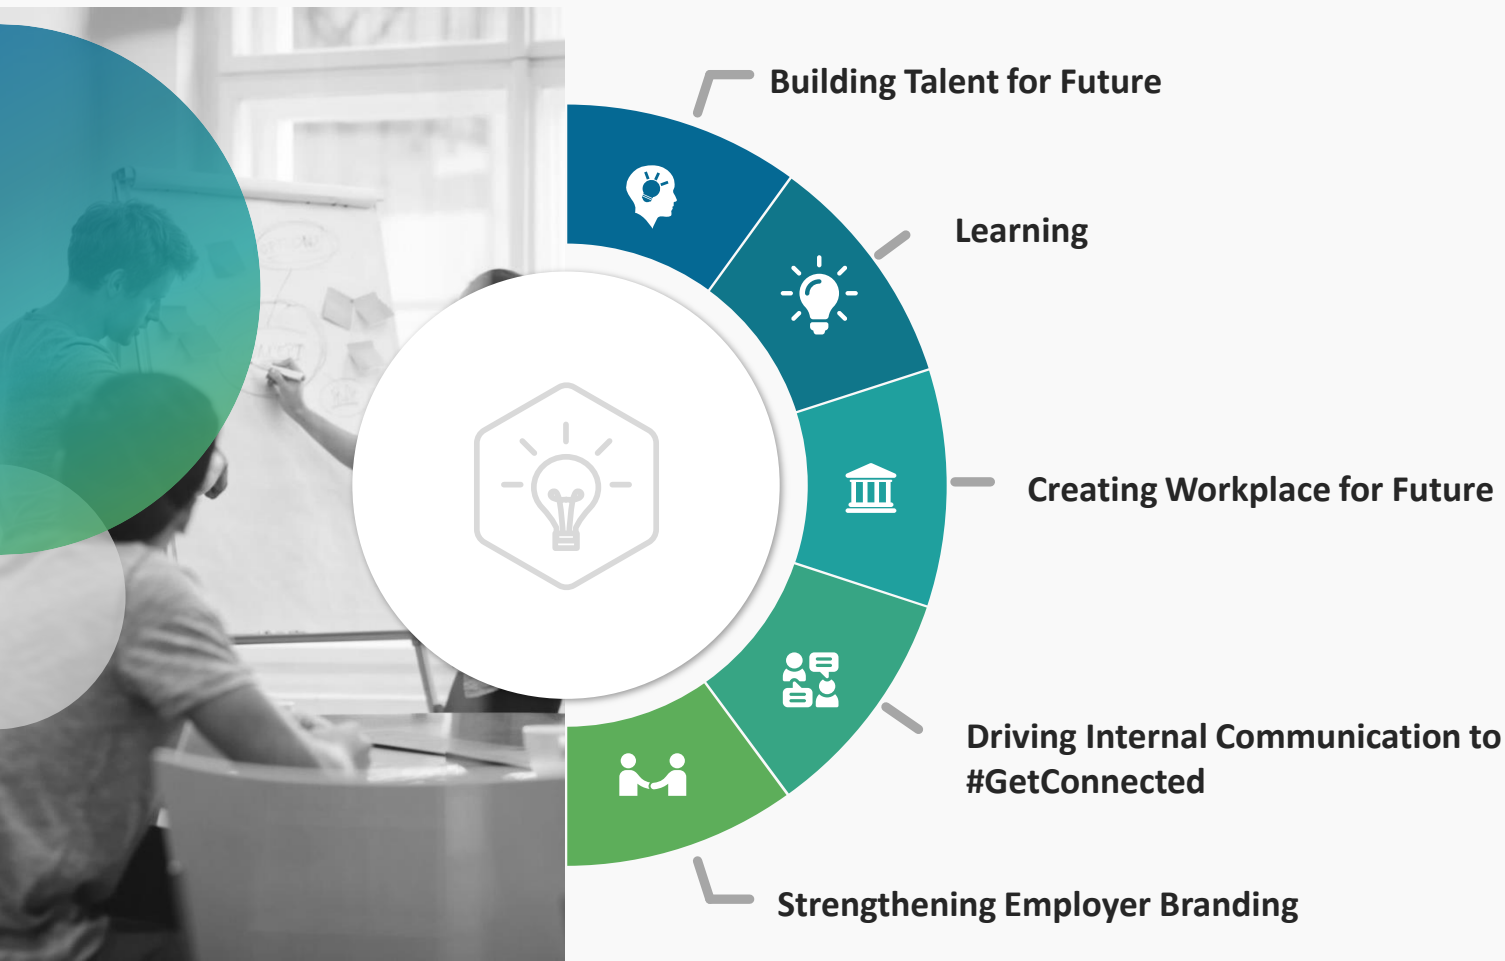 Building Talent for Future
Learning
Creating Workplace for Future
Driving Internal Communication to
#GetConnected
Strengthening Employer Branding